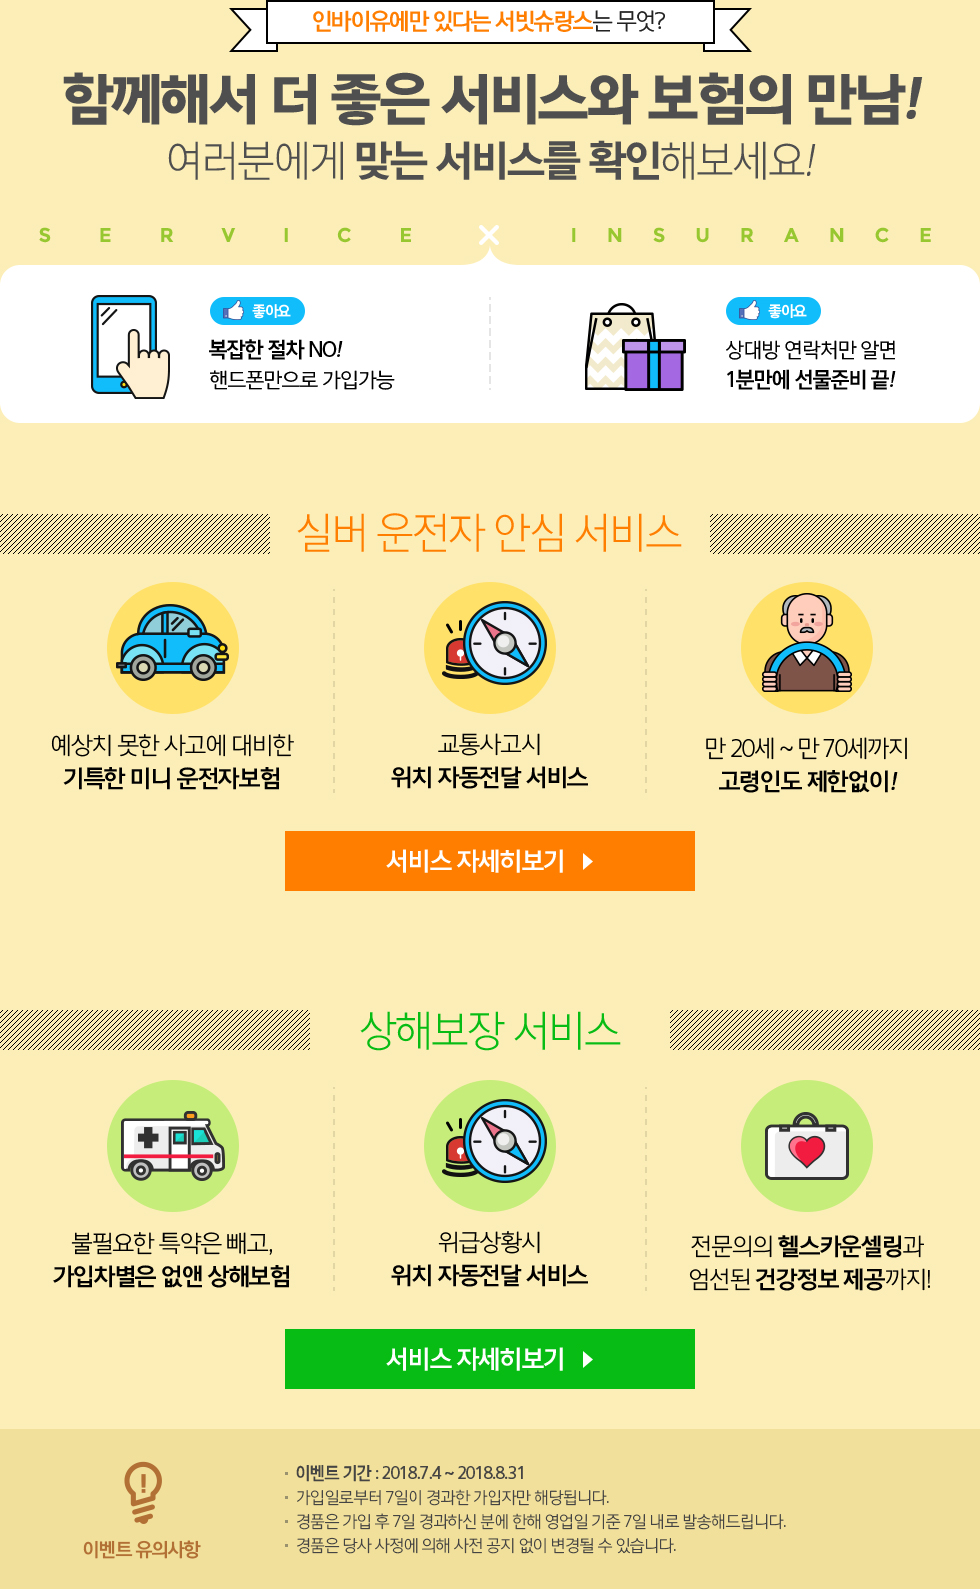 인바이유에만 있다는 서빗슈랑스는 무엇?
함께해서 더 좋은 서비스와 보험의 만남!
여러분에게 맞는 서비스를 확인해보세요!
SERVICE × INSURANCE
좋아요
복잡한 절차 NO!
핸드폰만으로 가입가능
좋아요
상대방 연락처만 알면
1분만에 선물준비 끝!
실버 운전자 안심 서비스
예상치 못한 사고에 대비한
기특한 미니 운전자보험
교통사고시
위치 자동전달 서비스
만 20세 ~ 만 70세까지
고령인도 제한없이!
서비스 자세히보기
상해보장 서비스
불필요한 특약은 빼고,
가입차별은 없앤 상해보험
위급상황시
위치 자동전달 서비스
전문의의 헬스카운셀링과
엄선된 건강정보 제공까지!
서비스 자세히보기
이벤트 유의사항
이벤트 기간 : 2018.7.4 ~ 2018.8.31
가입일로부터 7일이 경과한 가입자만 해당됩니다.
경품은 가입 후 7일 경과하신 분에 한해 영업일 기준 7일 내로 발송해드립니다.
경품은 당사 사정에 의해 사전 공지 없이 변경될 수 있습니다.